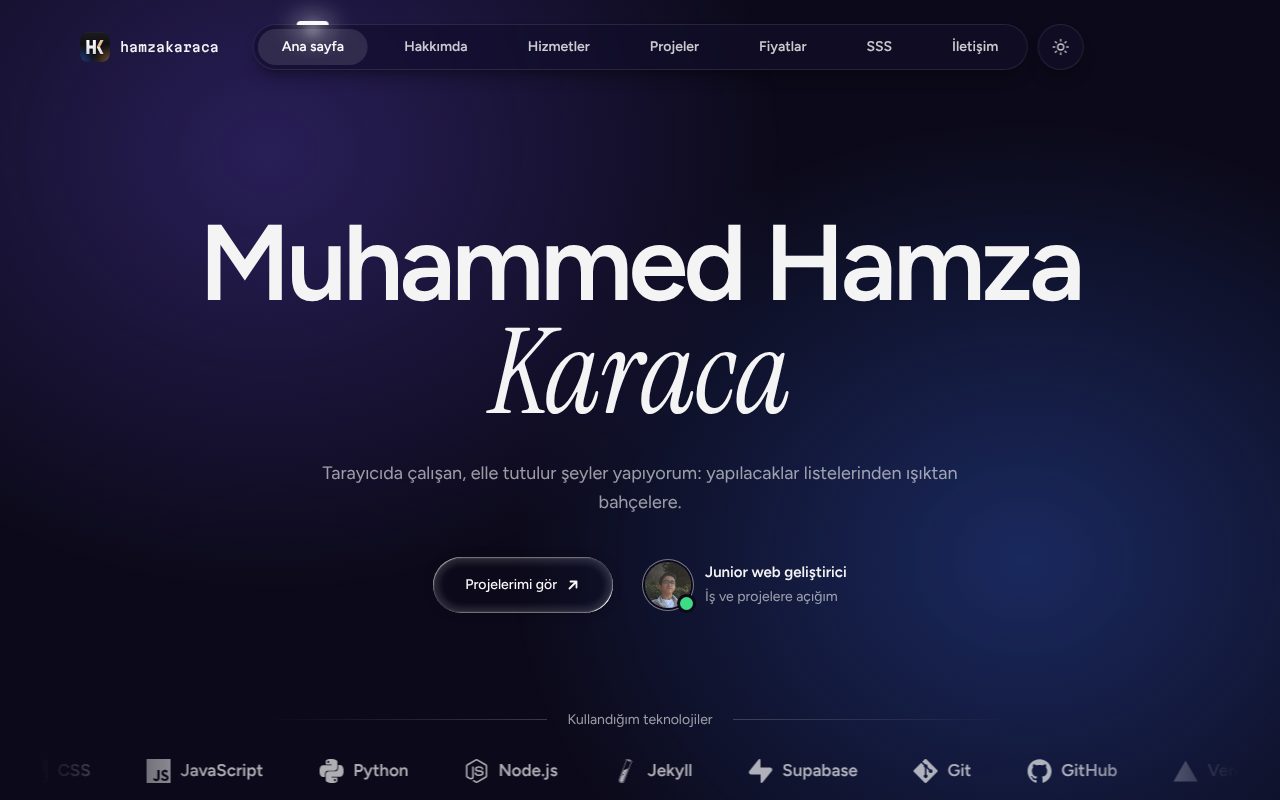 HK hamzakaraca Ana sayfa Hakkımda Hizmetler Projeler Fiyatlar SSS İletişim
Muhammed Hamza
Karaca
Tarayıcıda çalışan, elle tutulur şeyler yapıyorum: yapılacaklar listelerinden ışıktan
bahçelere.
Projelerimi gör
Junior web geliştirici
İş ve projelere açığım
Kullandığım teknolojiler
CSS JS JavaScript Python JS Node.js Jekyll Supabase Git GitHub